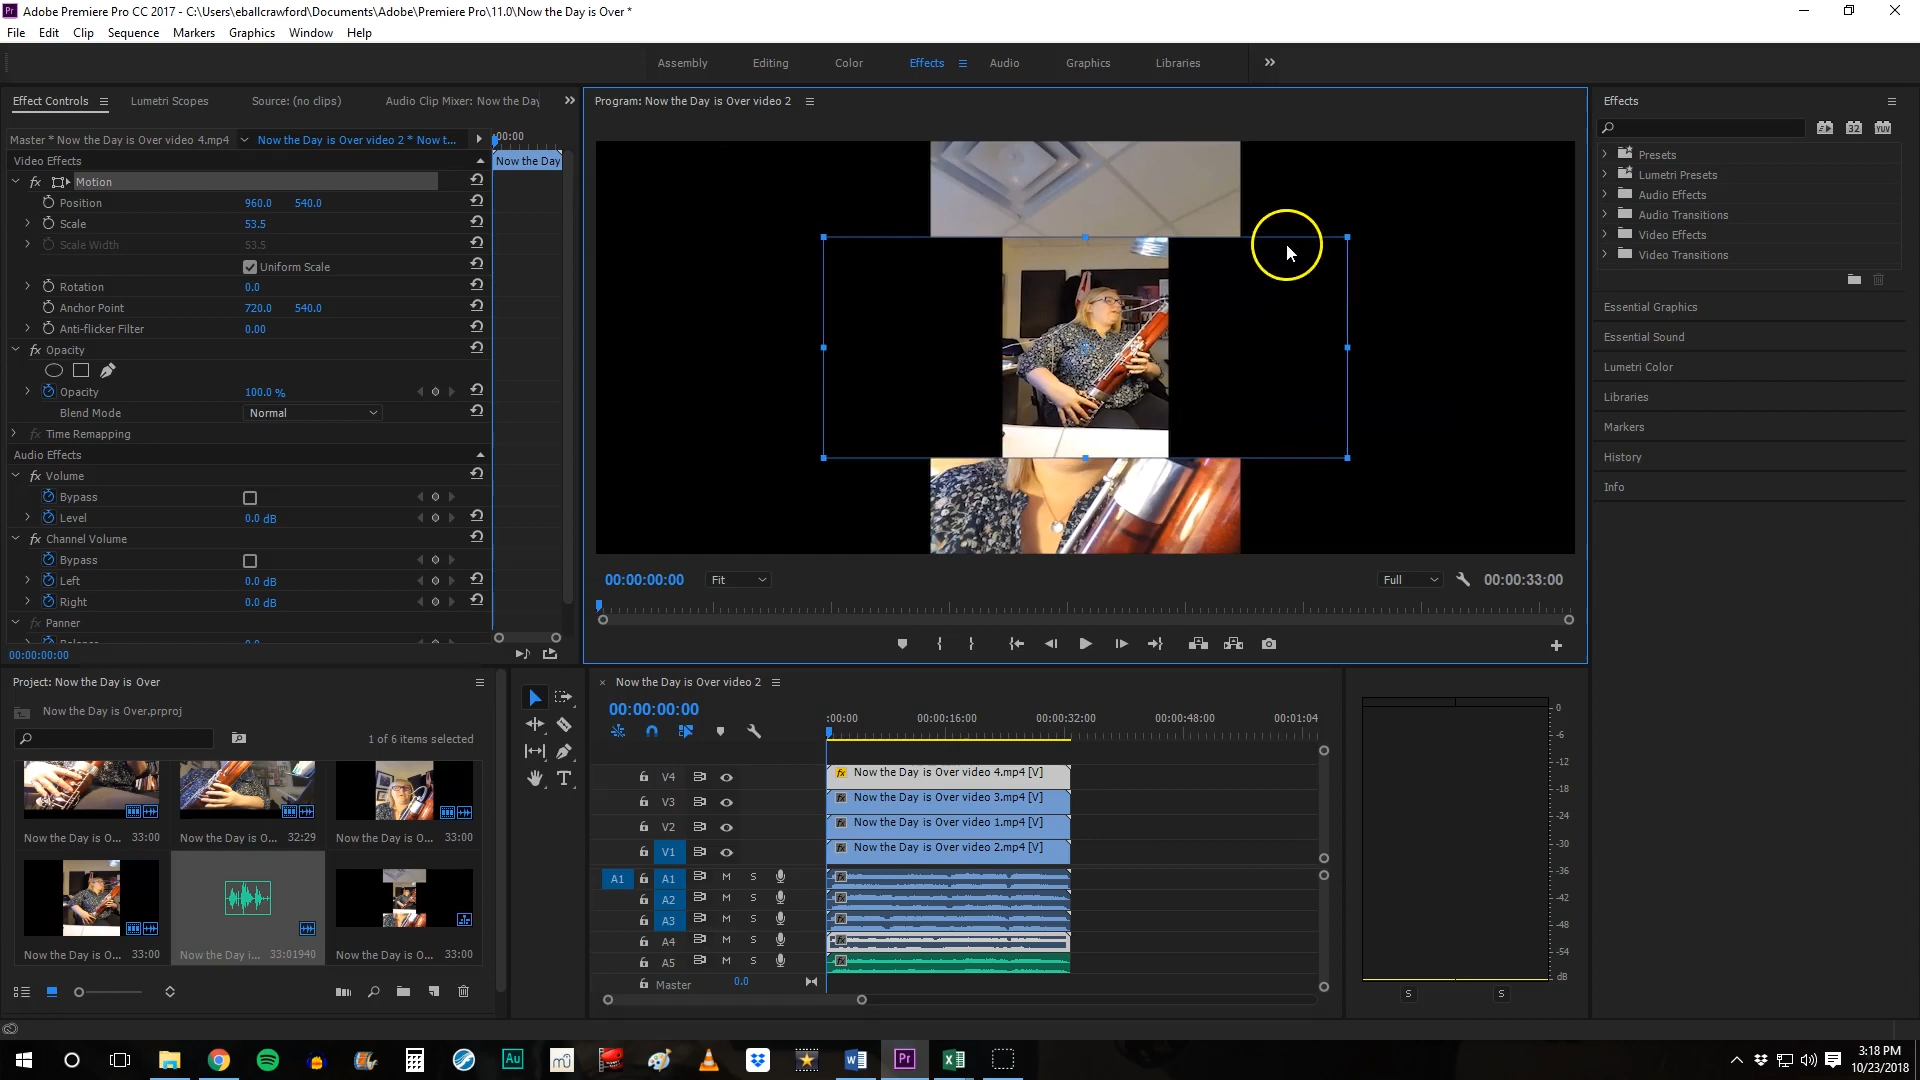 Adobe Premiere Pro CC 2017 - C:\Users\eballcrawford\Documents\Adobe\Premiere Pro\11.0\Now the Day is Over *
File Edit Clip Sequence Markers Graphics Window Help
Assembly Editing Color Effects Audio Graphics Libraries
Effect Controls Lumetri Scopes Source: (no clips) Audio Clip Mixer: Now the Day
Master * Now the Day is Over video 4.mp4 Now the Day is Over video 2 * Now t...
:00:00
Video Effects
Now the Day
fx Motion
Position 960.0 540.0
Scale 53.5
Scale Width 53.5
Uniform Scale
Rotation 0.0
Anchor Point 720.0 540.0
Anti-flicker Filter 0.00
fx Opacity
Opacity 100.0 %
Blend Mode Normal
fx Time Remapping
Audio Effects
fx Volume
Bypass
Level 0.0 dB
fx Channel Volume
Bypass
Left 0.0 dB
Right 0.0 dB
fx Panner
00:00:00:00
Program: Now the Day is Over video 2
00:00:00:00 Fit Full 00:00:33:00
Effects
32 YUV
Presets
Lumetri Presets
Audio Effects
Audio Transitions
Video Effects
Video Transitions
Essential Graphics
Essential Sound
Lumetri Color
Libraries
Markers
History
Info
Project: Now the Day is Over
Now the Day is Over.prproj
1 of 6 items selected
Now the Day is O... 33:00 Now the Day is O... 32:29 Now the Day is O... 33:00
Now the Day is O... 33:00 Now the Day i... 33:01940 Now the Day is O... 33:00
× Now the Day is Over video 2
00:00:00:00
:00:00 00:00:16:00 00:00:32:00 00:00:48:00 00:01:04
V4 fx Now the Day is Over video 4.mp4 [V]
V3 fx Now the Day is Over video 3.mp4 [V]
V2 fx Now the Day is Over video 1.mp4 [V]
V1 fx Now the Day is Over video 2.mp4 [V]
A1 A1 M S
A2 M S
A3 M S
A4 M S
A5 M S
Master 0.0
0
-6
-12
-18
-24
-30
-36
-42
-48
-54
dB
S S
Au Pr
3:18 PM
10/23/2018